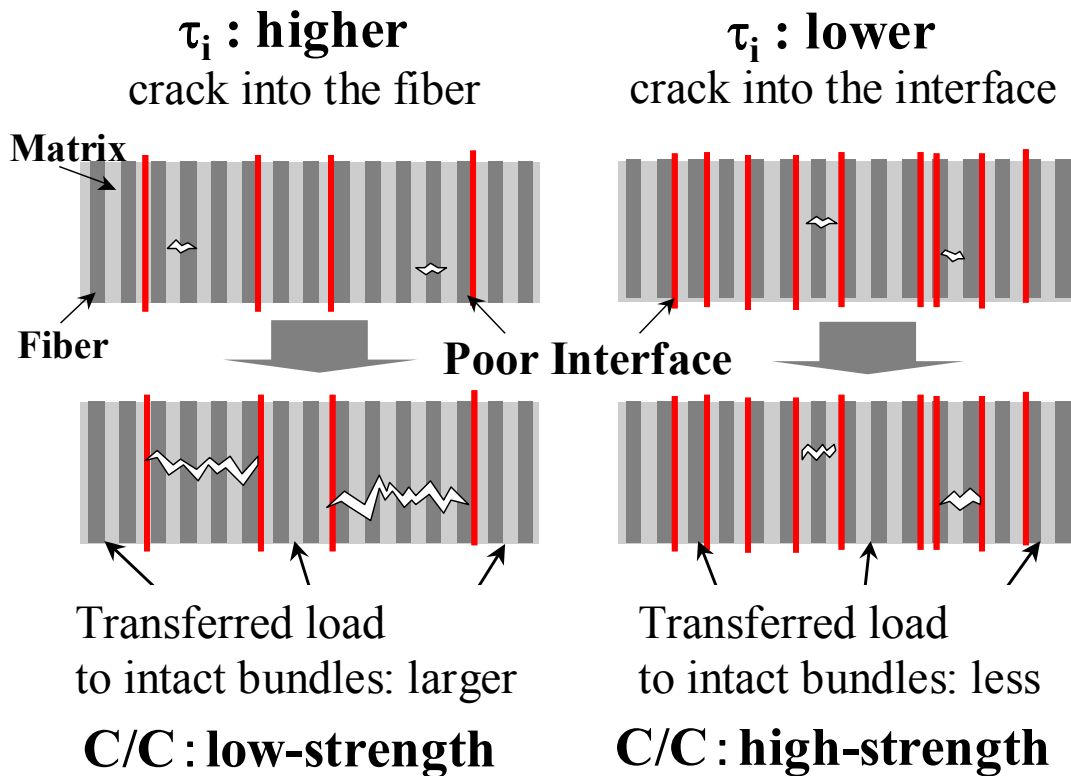 τi : higher
crack into the fiber
τi : lower
crack into the interface
Matrix
Fiber
Poor Interface
Transferred load
to intact bundles: larger
C/C : low-strength
Transferred load
to intact bundles: less
C/C : high-strength